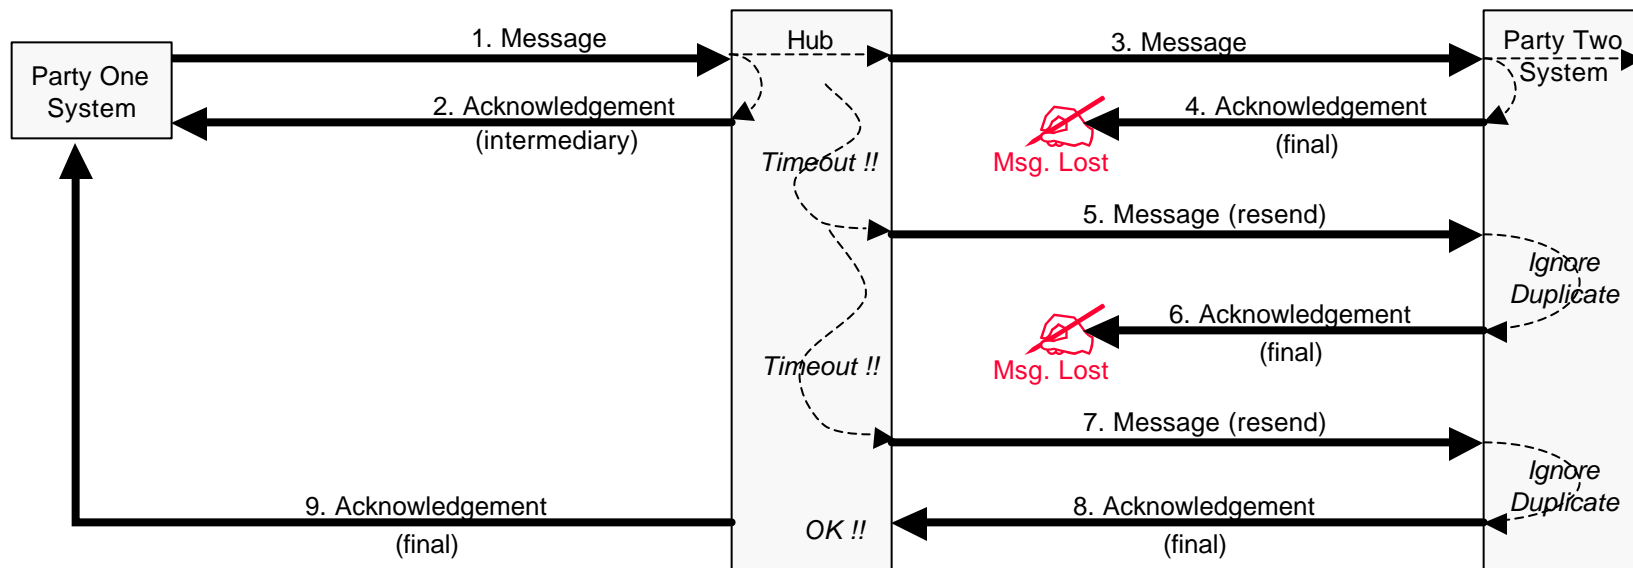 Party One
System
1. Message
Hub
3. Message
Party Two
System
2. Acknowledgement
(intermediary)
4. Acknowledgement
(final)
Msg. Lost
Timeout !!
5. Message (resend)
Ignore
Duplicate
6. Acknowledgement
(final)
Msg. Lost
Timeout !!
7. Message (resend)
Ignore
Duplicate
9. Acknowledgement
(final)
OK !!
8. Acknowledgement
(final)